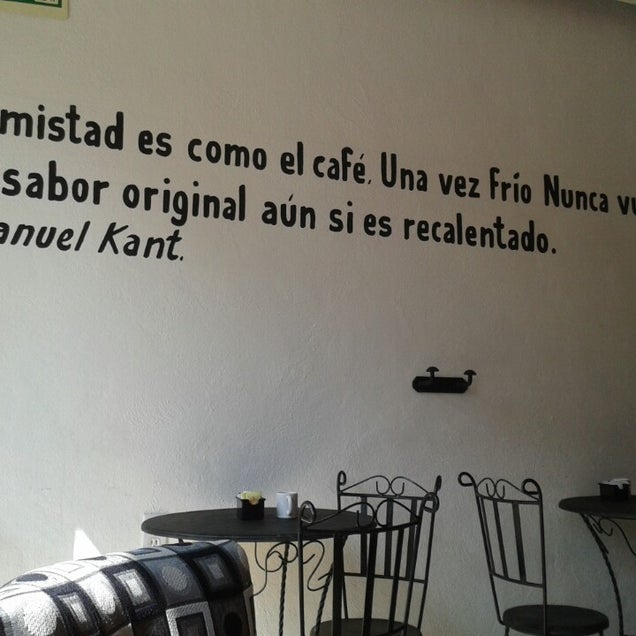 mistad es como el café. Una vez frío Nunca vu
sabor original aún si es recalentado.
anuel Kant.